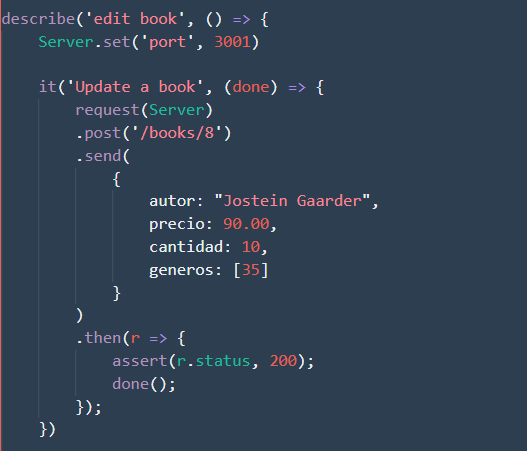 describe('edit book', () => {
    Server.set('port', 3001)

    it('Update a book', (done) => {
        request(Server)
        .post('/books/8')
        .send(
            {
                autor: "Jostein Gaarder",
                precio: 90.00,
                cantidad: 10,
                generos: [35]
            }
        )
        .then(r => {
            assert(r.status, 200);
            done();
        });
    })